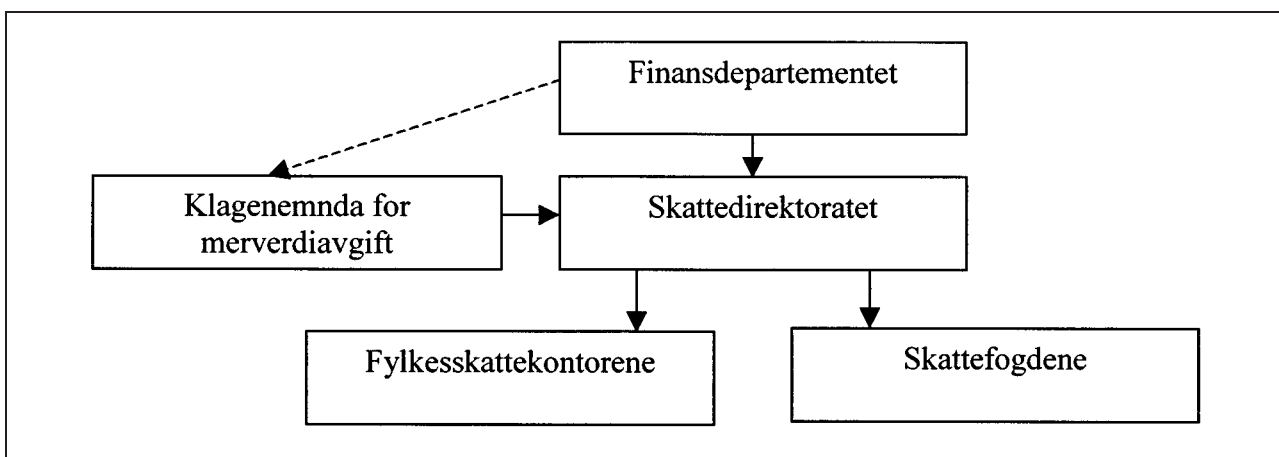 Finansdepartementet
Klagenemnda for
merverdiavgift
Skattedirektoratet
Fylkesskattekontorene
Skattefogdene